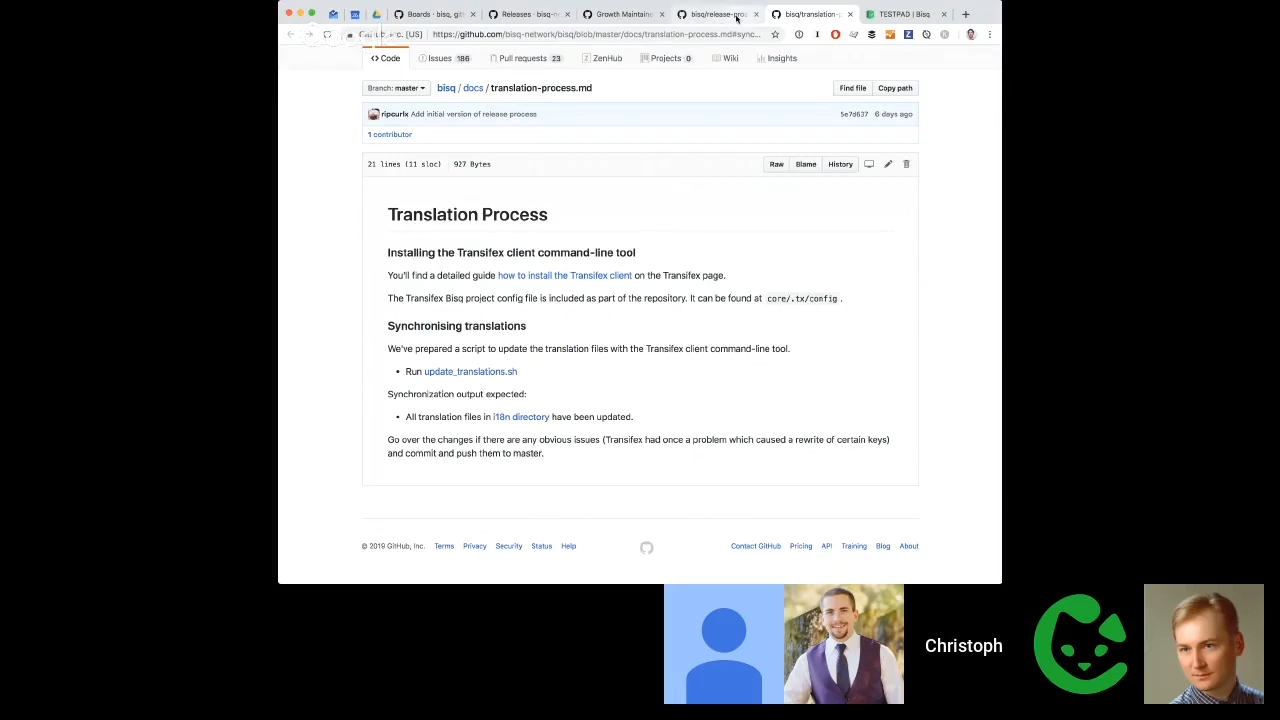 Boards · bisq, git
Releases · bisq-n
Growth Maintaine
bisq/release-pro
bisq/translation-p
TESTPAD | Bisq
[US]
https://github.com/bisq-network/bisq/blob/master/docs/translation-process.md#sync...
Code
Issues 186
Pull requests 23
ZenHub
Projects 0
Wiki
Insights
Branch: master
bisq / docs / translation-process.md
Find file
Copy path
ripcurlx Add initial version of release process
5e7d637 6 days ago
1 contributor
21 lines (11 sloc) 927 Bytes
Raw
Blame
History
Translation Process
Installing the Transifex client command-line tool
You'll find a detailed guide how to install the Transifex client on the Transifex page.
The Transifex Bisq project config file is included as part of the repository. It can be found at core/.tx/config .
Synchronising translations
We've prepared a script to update the translation files with the Transifex client command-line tool.
• Run update_translations.sh
Synchronization output expected:
• All translation files in i18n directory have been updated.
Go over the changes if there are any obvious issues (Transifex had once a problem which caused a rewrite of certain keys)
and commit and push them to master.
© 2019 GitHub, Inc. Terms Privacy Security Status Help
Contact GitHub Pricing API Training Blog About
Christoph